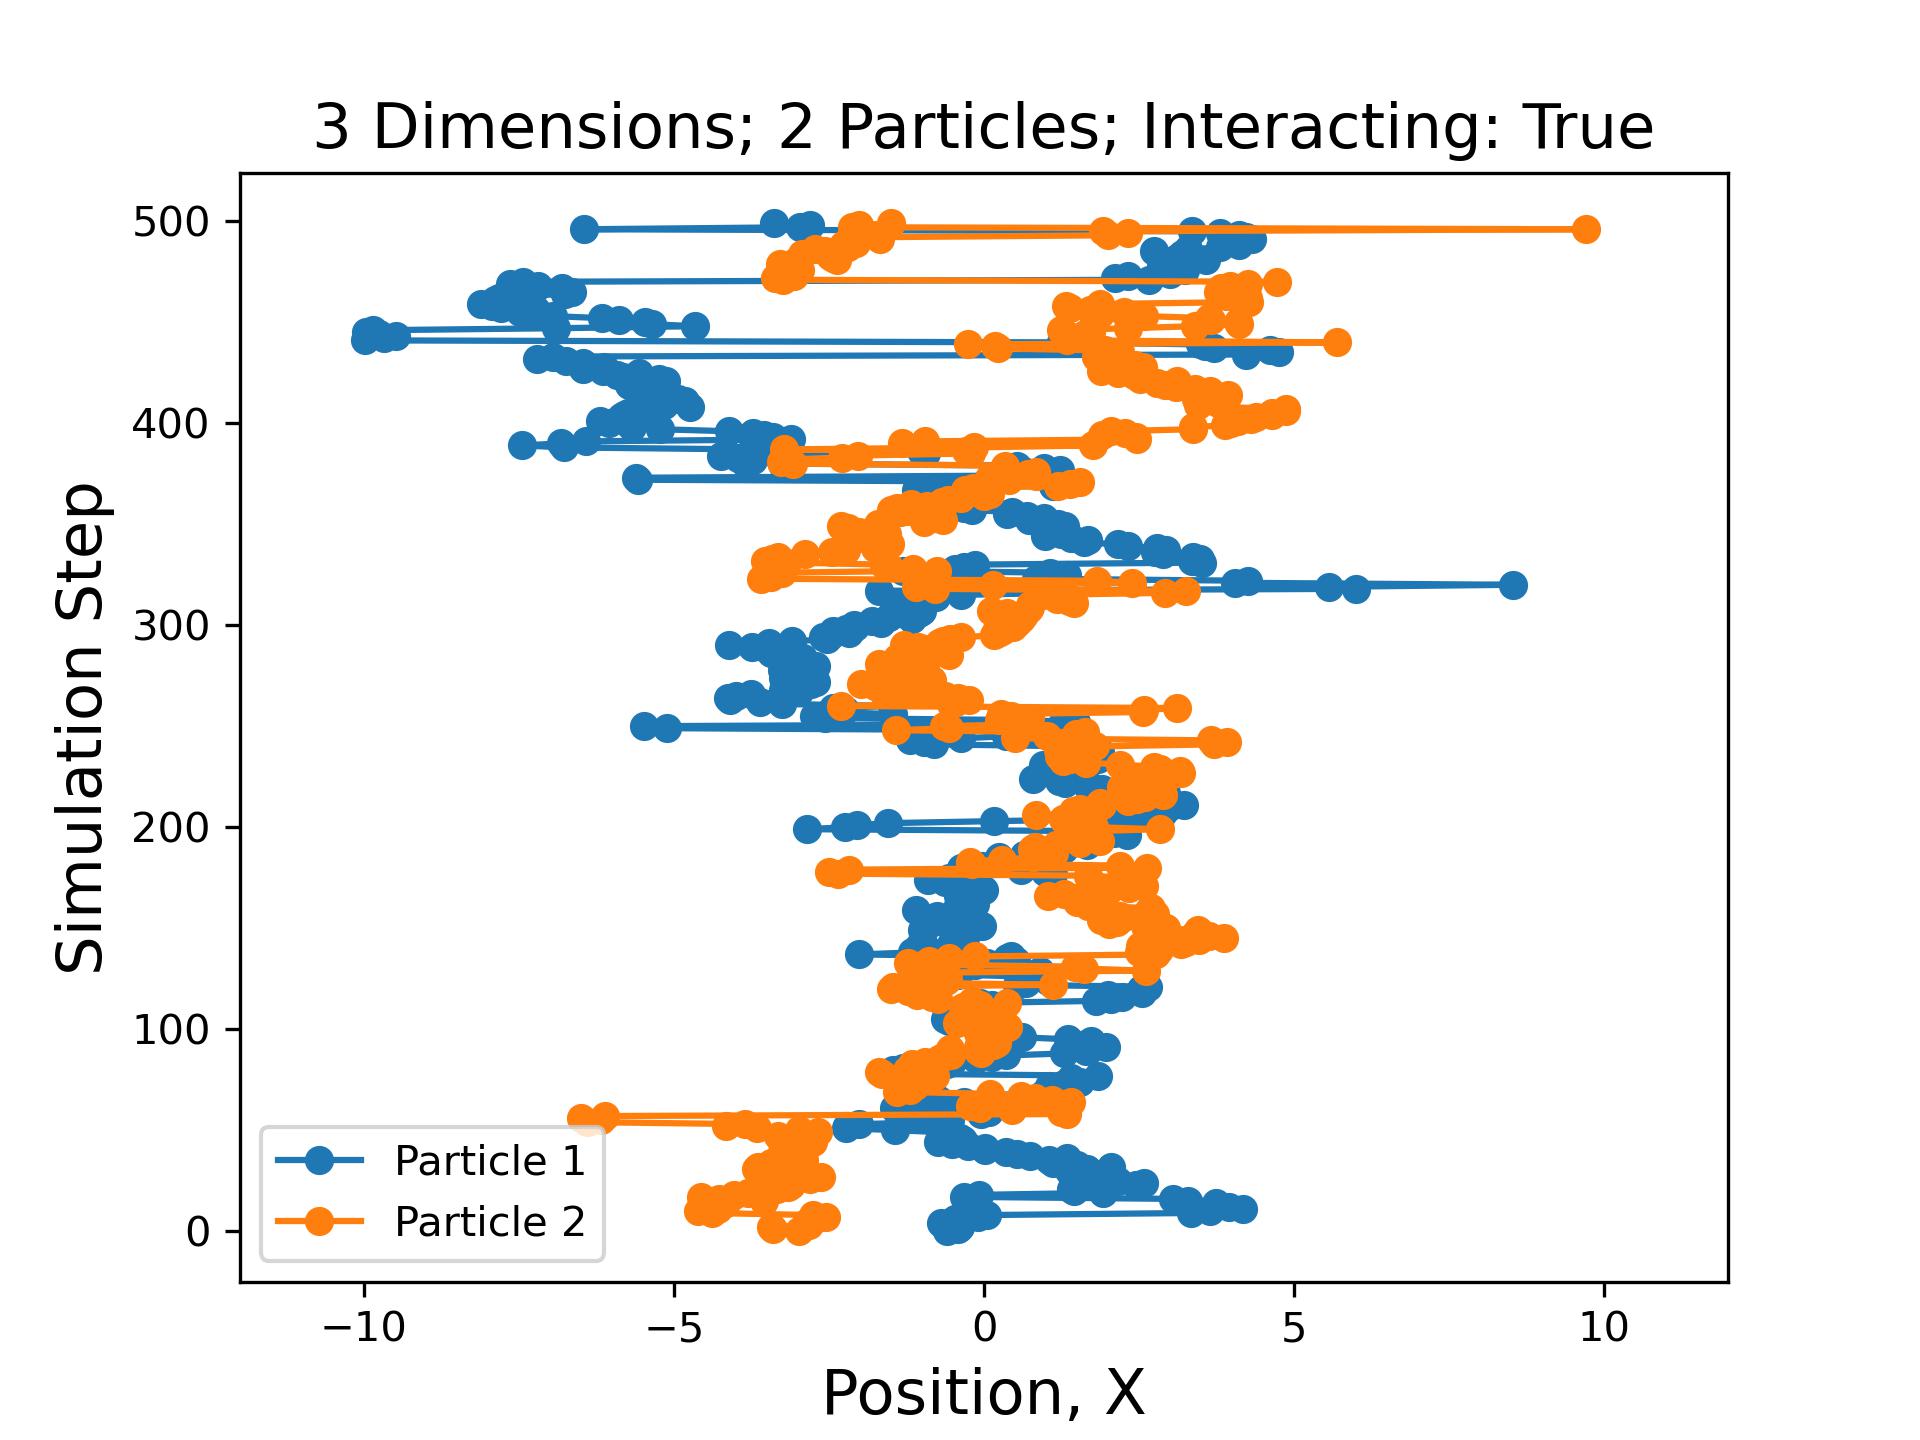 3 Dimensions; 2 Particles; Interacting: True
Simulation Step
500
400
300
200
100
0
Particle 1
Particle 2
−10
−5
0
5
10
Position, X